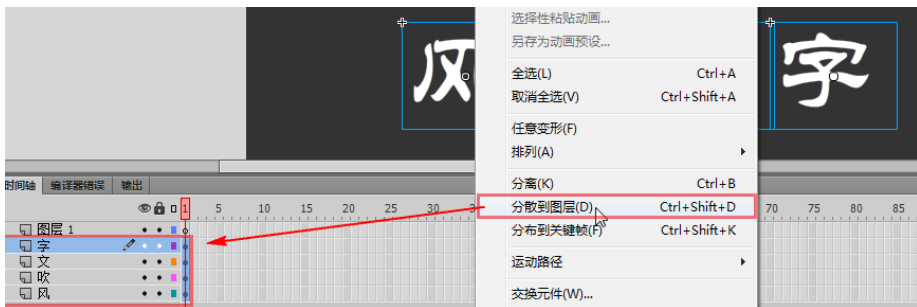 选择性粘贴动画...
另存为动画预设...
风
字
全选(L) Ctrl+A
取消全选(V) Ctrl+Shift+A
任意变形(F)
排列(A)
分离(K) Ctrl+B
分散到图层(D) Ctrl+Shift+D
分布到关键帧(F) Ctrl+Shift+K
运动路径
交换元件(W)...
时间轴 编译器错误 输出
1 5 10 15 20 25 30 3 70 75 80 85
图层 1
字
文
吹
风